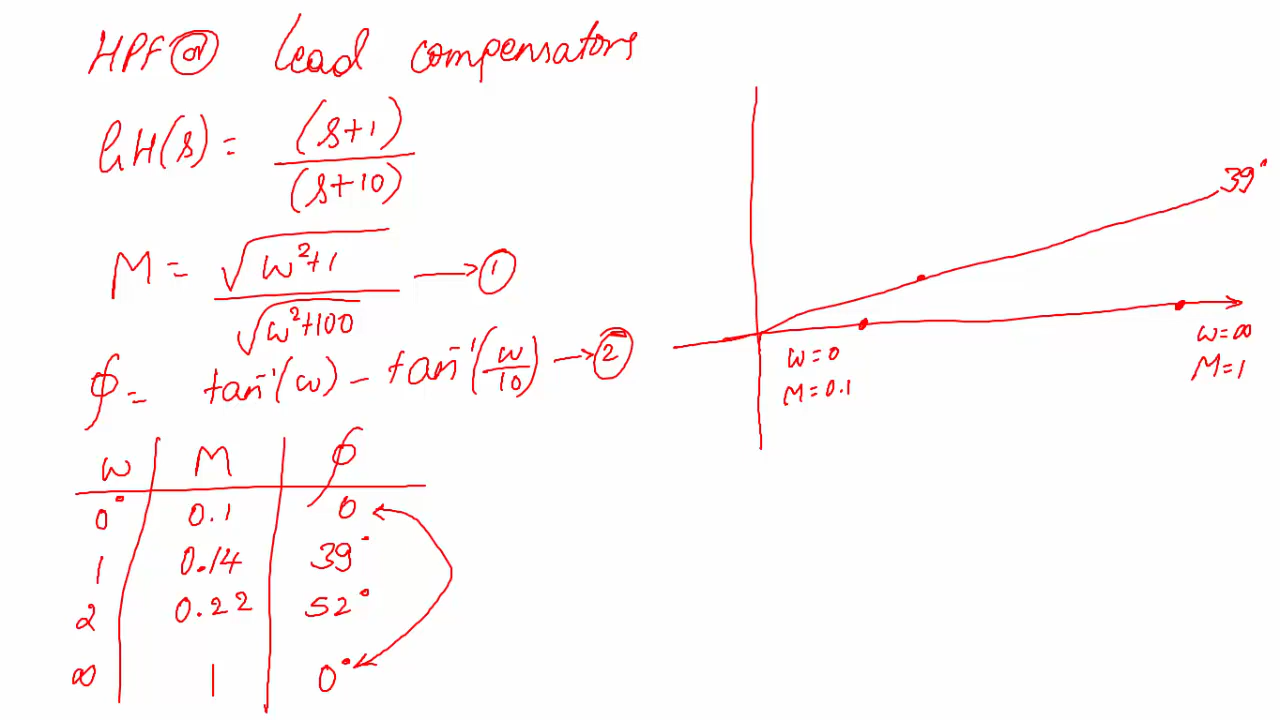 HPF or Lead compensators
GH(s) = (s+1)
(s+10)
M = √ω²+1 → 1
√ω²+100
φ = tan⁻¹(ω) - tan⁻¹(ω/10) → 2
ω M φ
0° 0.1 0
1 0.14 39°
2 0.22 52°
∞ 1 0°
39°
ω=0
M=0.1
ω=∞
M=1